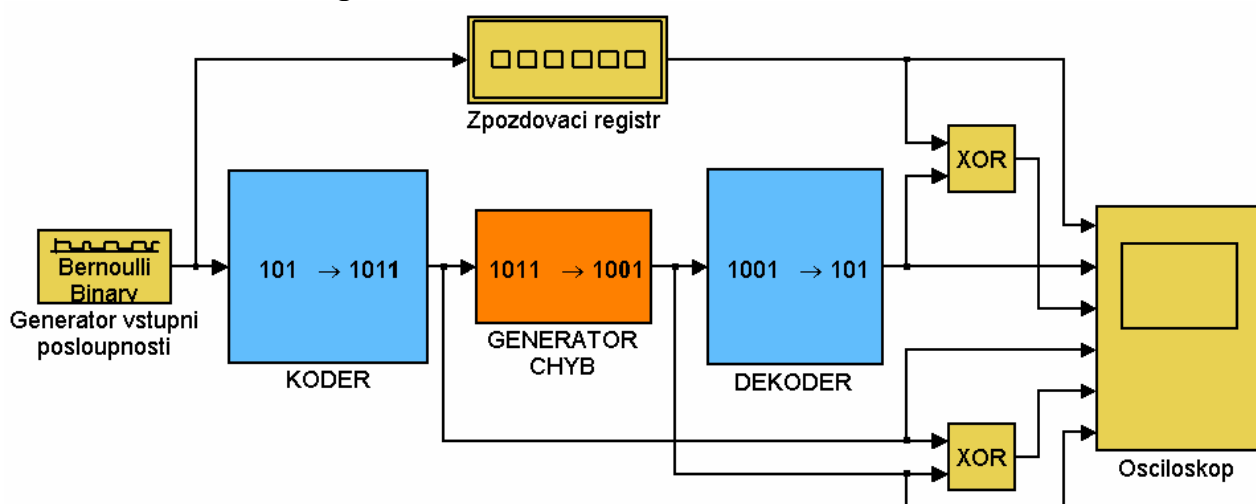 Zpozdovaci registr
XOR
Bernoulli
Binary
Generator vstupni
posloupnosti
101 → 1011
KODER
1011 → 1001
GENERATOR
CHYB
1001 → 101
DEKODER
XOR
Osciloskop